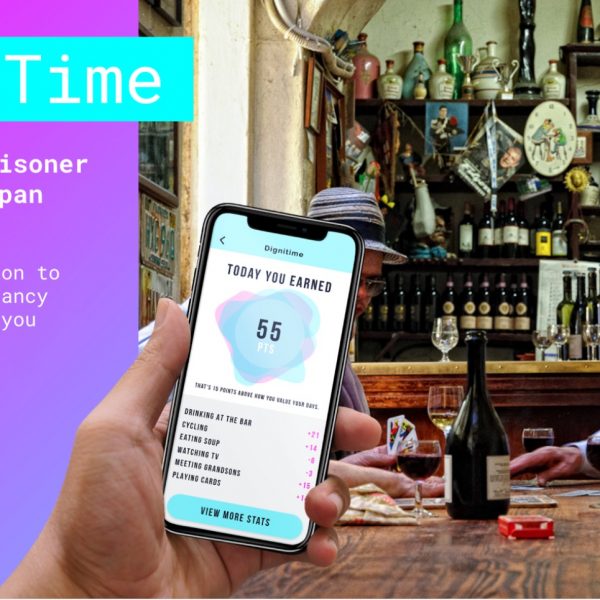 Time
isoner
pan
on to
ancy
you
Dignitime
TODAY YOU EARNED
55
PTS
THAT'S 15 POINTS ABOVE HOW YOU VALUE YOUR DAYS.
DRINKING AT THE BAR +21
CYCLING +14
EATING SOUP -6
WATCHING TV -3
MEETING GRANDSONS +15
PLAYING CARDS +1
VIEW MORE STATS